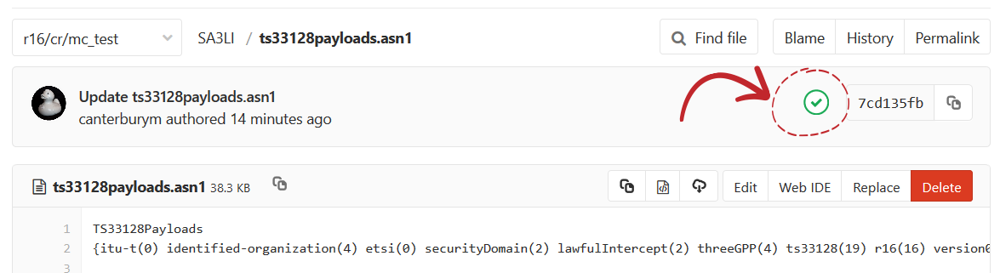 r16/cr/mc_test SA3LI / ts33128payloads.asn1 Find file Blame History Permalink
Update ts33128payloads.asn1
canterburym authored 14 minutes ago
7cd135fb
ts33128payloads.asn1 38.3 KB Edit Web IDE Replace Delete
1 TS33128Payloads
2 {itu-t(0) identified-organization(4) etsi(0) securityDomain(2) lawfulIntercept(2) threeGPP(4) ts33128(19) r16(16)
3